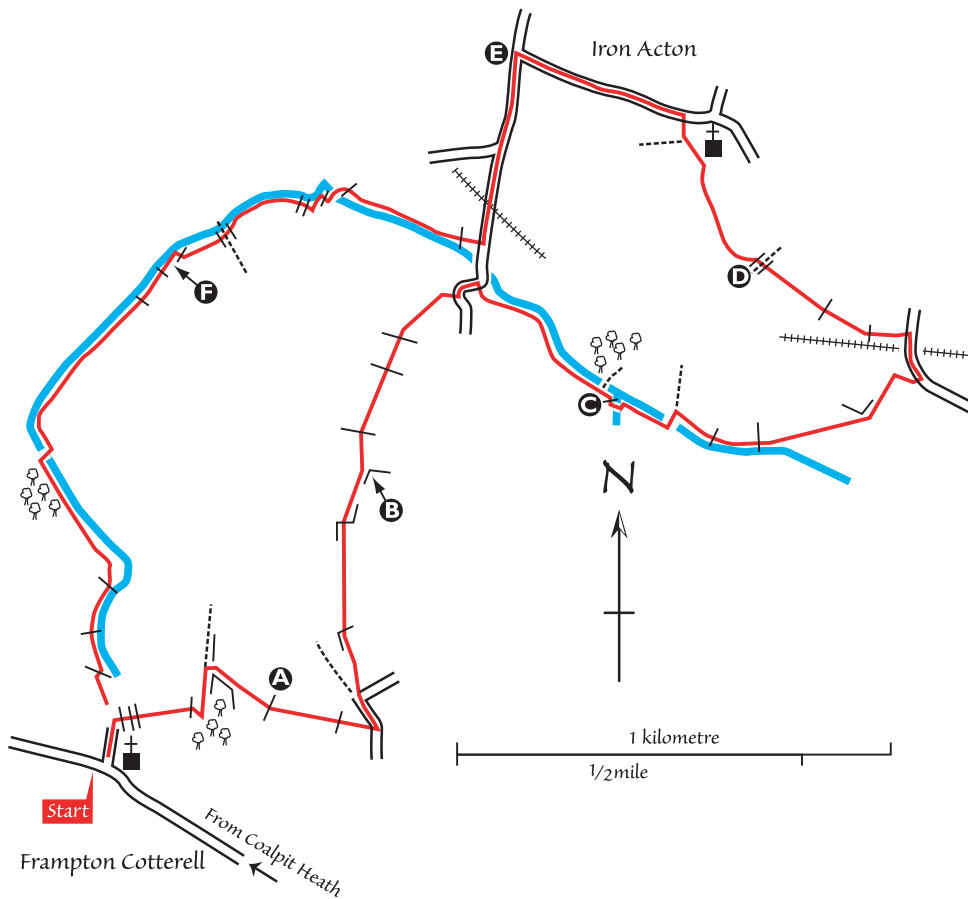 E
Iron Acton
D
F
C
N
B
A
1 kilometre
1/2mile
Start
From Coalpit Heath
Frampton Cotterell